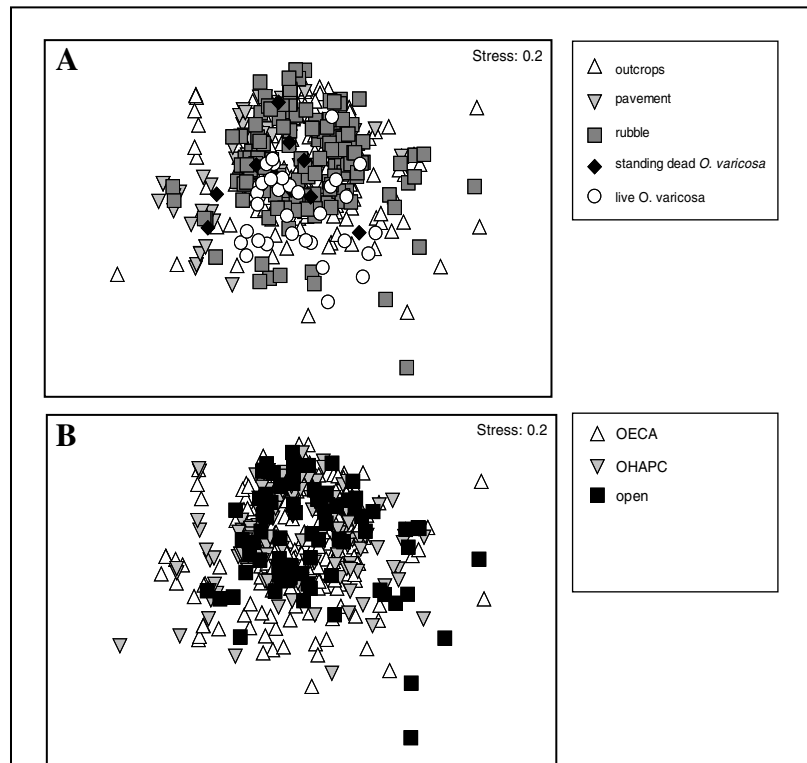 A
Stress: 0.2
outcrops
pavement
rubble
standing dead O. varicosa
live O. varicosa
B
Stress: 0.2
OECA
OHAPC
open